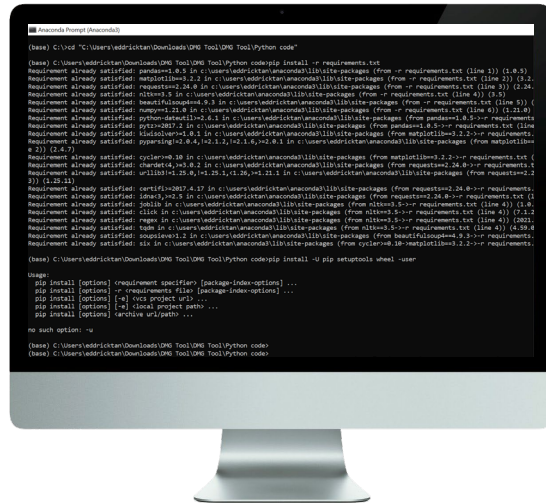 Anaconda Prompt (Anaconda3)
(base) C:\>cd "C:\Users\eddricktan\Downloads\DMG Tool\DMG Tool\Python code"
(base) C:\Users\eddricktan\Downloads\DMG Tool\DMG Tool\Python code>pip install -r requirements.txt
Requirement already satisfied: pandas==1.0.5 in c:\users\eddricktan\anaconda3\lib\site-packages (from -r requirements.txt (line 1)) (1.0.5)
Requirement already satisfied: matplotlib==3.2.2 in c:\users\eddricktan\anaconda3\lib\site-packages (from -r requirements.txt (line 2)) (3.2.
Requirement already satisfied: requests==2.24.0 in c:\users\eddricktan\anaconda3\lib\site-packages (from -r requirements.txt (line 3)) (2.24.
Requirement already satisfied: nltk==3.5 in c:\users\eddricktan\anaconda3\lib\site-packages (from -r requirements.txt (line 4)) (3.5)
Requirement already satisfied: beautifulsoup4==4.9.3 in c:\users\eddricktan\anaconda3\lib\site-packages (from -r requirements.txt (line 5)) (
Requirement already satisfied: numpy==1.21.0 in c:\users\eddricktan\anaconda3\lib\site-packages (from -r requirements.txt (line 6)) (1.21.0)
Requirement already satisfied: python-dateutil>=2.6.1 in c:\users\eddricktan\anaconda3\lib\site-packages (from pandas==1.0.5->-r requirements
Requirement already satisfied: pytz>=2017.2 in c:\users\eddricktan\anaconda3\lib\site-packages (from pandas==1.0.5->-r requirements.txt
Requirement already satisfied: kiwisolver>=1.0.1 in c:\users\eddricktan\anaconda3\lib\site-packages (from matplotlib==3.2.2->-r requirements.
Requirement already satisfied: pyparsing!=2.0.4,!=2.1.2,!=2.1.6,>=2.0.1 in c:\users\eddricktan\anaconda3\lib\site-packages (from matplotlib==
e 2)) (2.4.7)
Requirement already satisfied: cycler>=0.10 in c:\users\eddricktan\anaconda3\lib\site-packages (from matplotlib==3.2.2->-r requirements.txt (
Requirement already satisfied: chardet<4,>=3.0.2 in c:\users\eddricktan\anaconda3\lib\site-packages (from requests==2.24.0->-r requirements.t
Requirement already satisfied: urllib3!=1.25.0,!=1.25.1,<1.26,>=1.21.1 in c:\users\eddricktan\anaconda3\lib\site-packages (from requests==2.2
3)) (1.25.11)
Requirement already satisfied: certifi>=2017.4.17 in c:\users\eddricktan\anaconda3\lib\site-packages (from requests==2.24.0->-r requirements.
Requirement already satisfied: idna<3,>=2.5 in c:\users\eddricktan\anaconda3\lib\site-packages (from requests==2.24.0->-r requirements.txt (l
Requirement already satisfied: joblib in c:\users\eddricktan\anaconda3\lib\site-packages (from nltk==3.5->-r requirements.txt (line 4)) (1.0.
Requirement already satisfied: click in c:\users\eddricktan\anaconda3\lib\site-packages (from nltk==3.5->-r requirements.txt (line 4)) (7.1.2
Requirement already satisfied: regex in c:\users\eddricktan\anaconda3\lib\site-packages (from nltk==3.5->-r requirements.txt (line 4)) (2021.
Requirement already satisfied: tqdm in c:\users\eddricktan\anaconda3\lib\site-packages (from nltk==3.5->-r requirements.txt (line 4)) (4.59.0
Requirement already satisfied: soupsieve>1.2 in c:\users\eddricktan\anaconda3\lib\site-packages (from beautifulsoup4==4.9.3->-r requirements.
Requirement already satisfied: six in c:\users\eddricktan\anaconda3\lib\site-packages (from cycler>=0.10->matplotlib==3.2.2->-r requirements.
(base) C:\Users\eddricktan\Downloads\DMG Tool\DMG Tool\Python code>pip install -U pip setuptools wheel -user
Usage:
pip install [options] <requirement specifier> [package-index-options] ...
pip install [options] -r <requirements file> [package-index-options] ...
pip install [options] [-e] <vcs project url> ...
pip install [options] [-e] <local project path> ...
pip install [options] <archive url/path> ...
no such option: -u
(base) C:\Users\eddricktan\Downloads\DMG Tool\DMG Tool\Python code>
(base) C:\Users\eddricktan\Downloads\DMG Tool\DMG Tool\Python code>